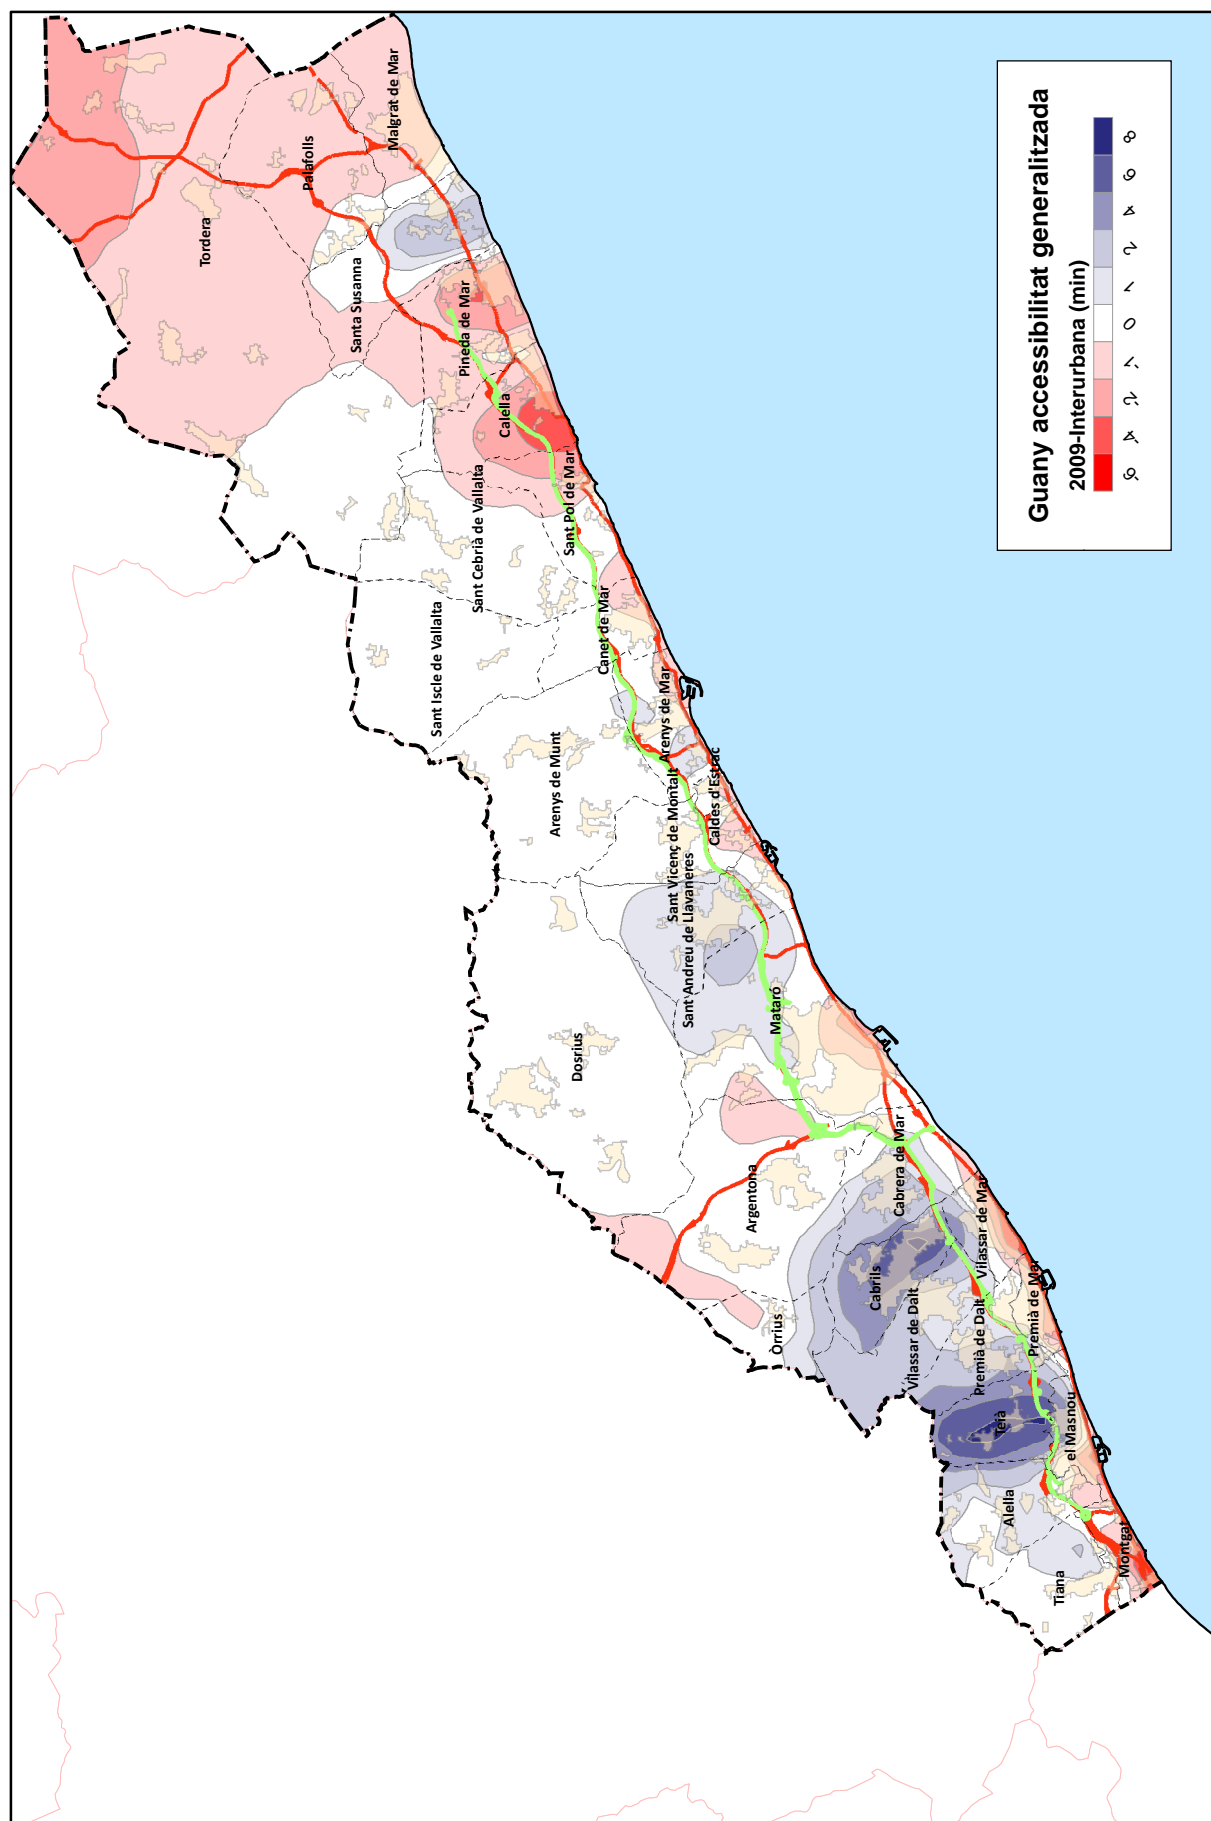 Malgrat de Mar
Palafolls
Tordera
Santa Susanna
Pineda de Mar
Calella
Sant Pol de Mar
Sant Cebrià de Vallalta
Sant Iscle de Vallalta
Canet de Mar
Arenys de Mar
Arenys de Munt
Caldes d'Estrac
Sant Vicenç de Montalt
Sant Andreu de Llavaneres
Mataró
Dosrius
Argentona
Cabrera de Mar
Vilassar de Mar
Cabrils
Vilassar de Dalt
Òrrius
Premià de Mar
Premià de Dalt
Teià
el Masnou
Alella
Tiana
Montgat
Guany accessibilitat generalitzada
2009-Interurbana (min)
-6 -4 -2 -1 0 1 2 4 6 8